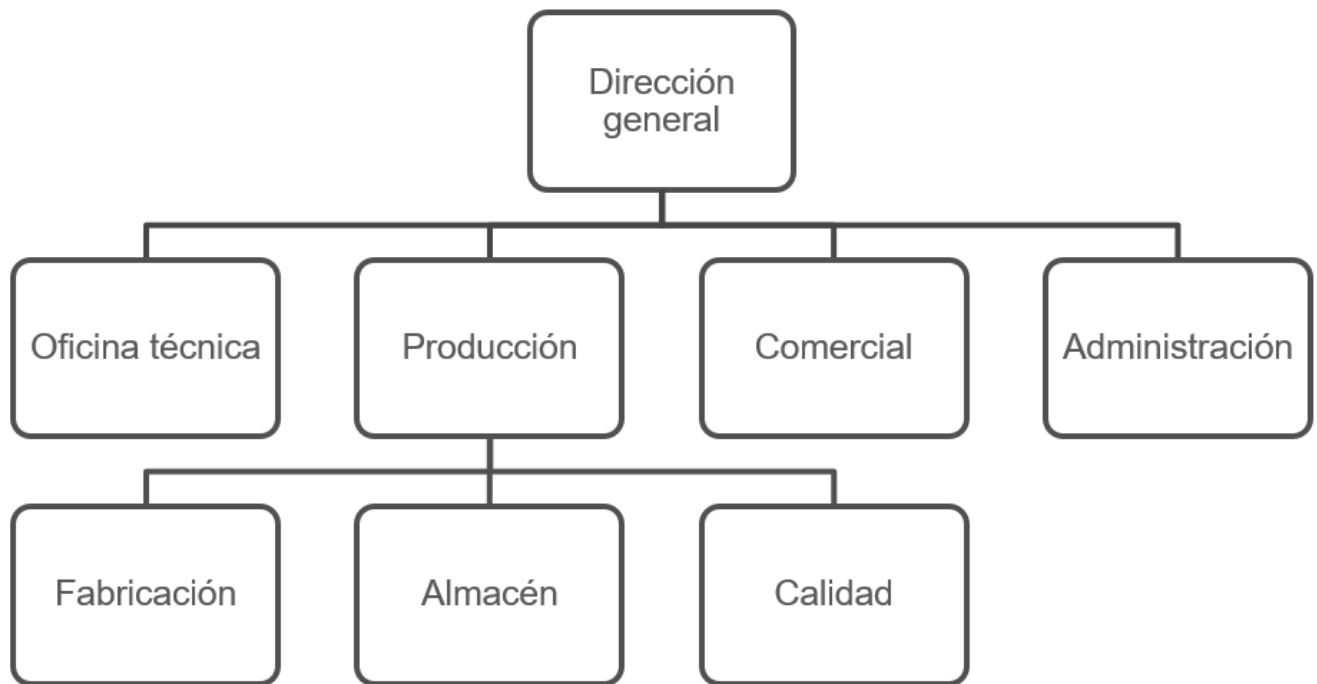 Dirección
general
Oficina técnica
Producción
Comercial
Administración
Fabricación
Almacén
Calidad